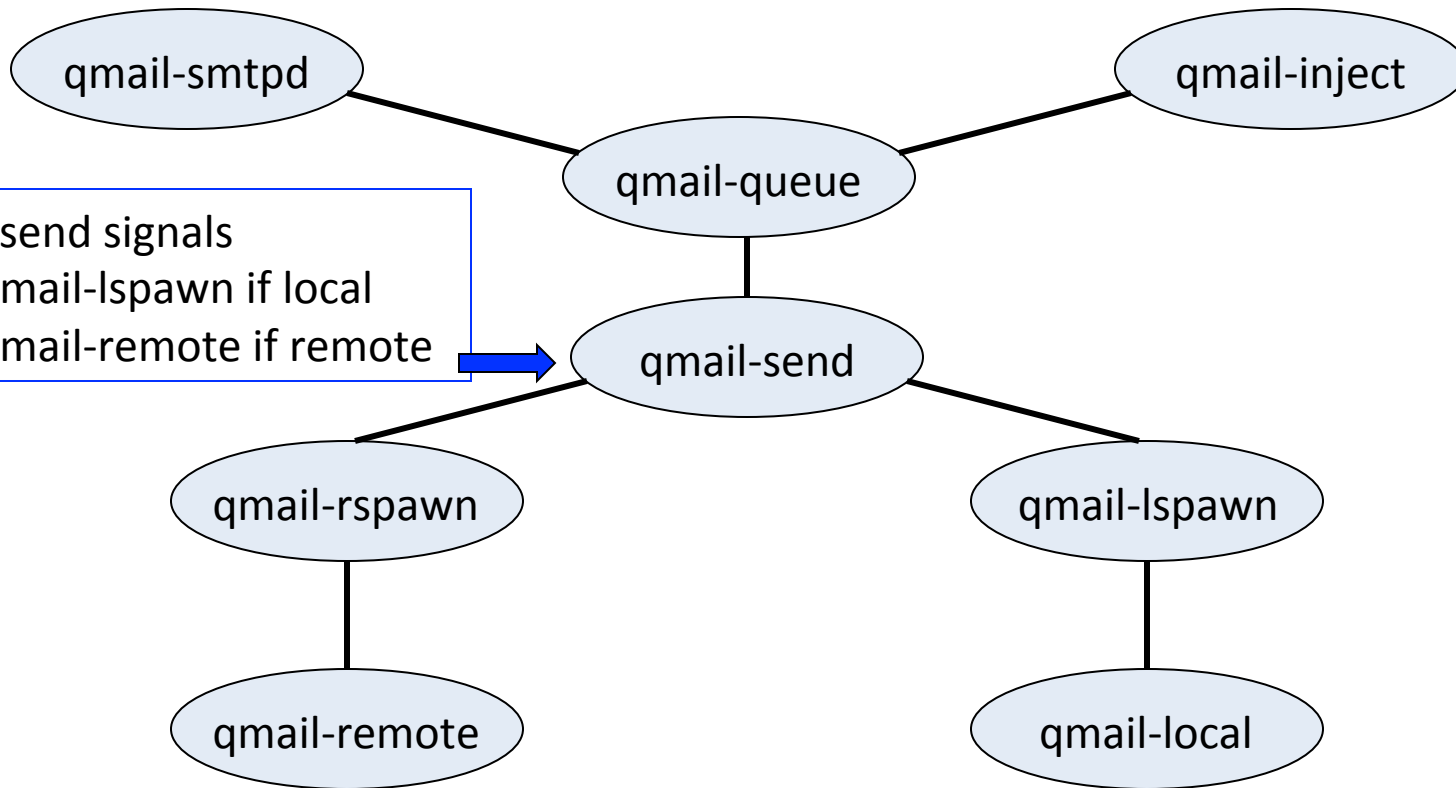 qmail-smtpd
qmail-inject
qmail-queue
send signals
mail-lspawn if local
mail-remote if remote
qmail-send
qmail-rspawn
qmail-lspawn
qmail-remote
qmail-local